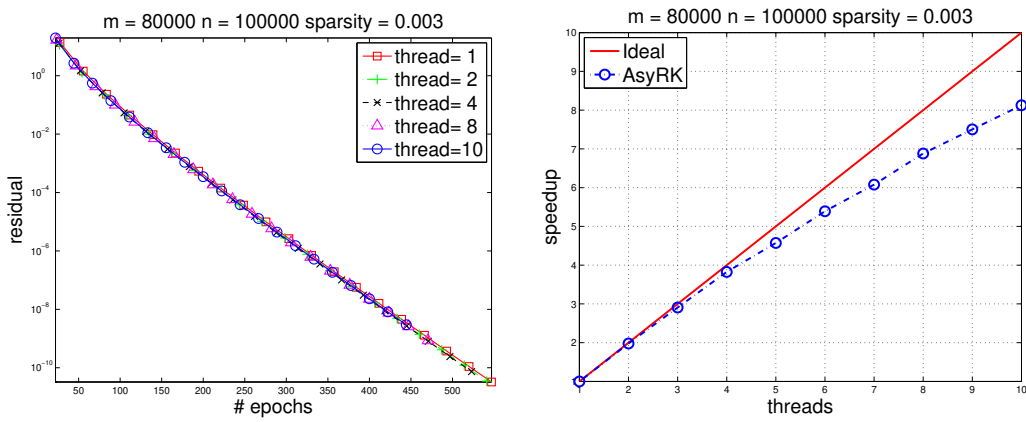 m = 80000 n = 100000 sparsity = 0.003
thread= 1
thread= 2
thread= 4
thread= 8
thread=10
residual
10^0
10^−2
10^−4
10^−6
10^−8
10^−10
50 100 150 200 250 300 350 400 450 500
# epochs
m = 80000 n = 100000 sparsity = 0.003
Ideal
AsyRK
speedup
10
9
8
7
6
5
4
3
2
1
1 2 3 4 5 6 7 8 9 10
threads